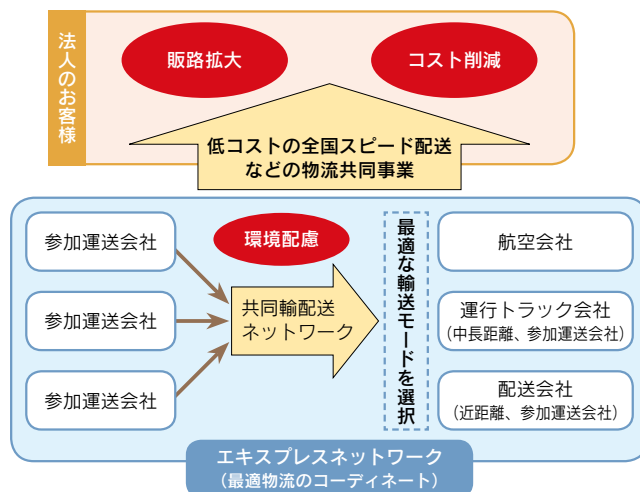 法人のお客様
販路拡大
コスト削減
低コストの全国スピード配送
などの物流共同事業
参加運送会社
参加運送会社
参加運送会社
環境配慮
共同輸配送
ネットワーク
最適な輸送モードを選択
航空会社
運行トラック会社
（中長距離、参加運送会社）
配送会社
（近距離、参加運送会社）
エキスプレスネットワーク
（最適物流のコーディネート）